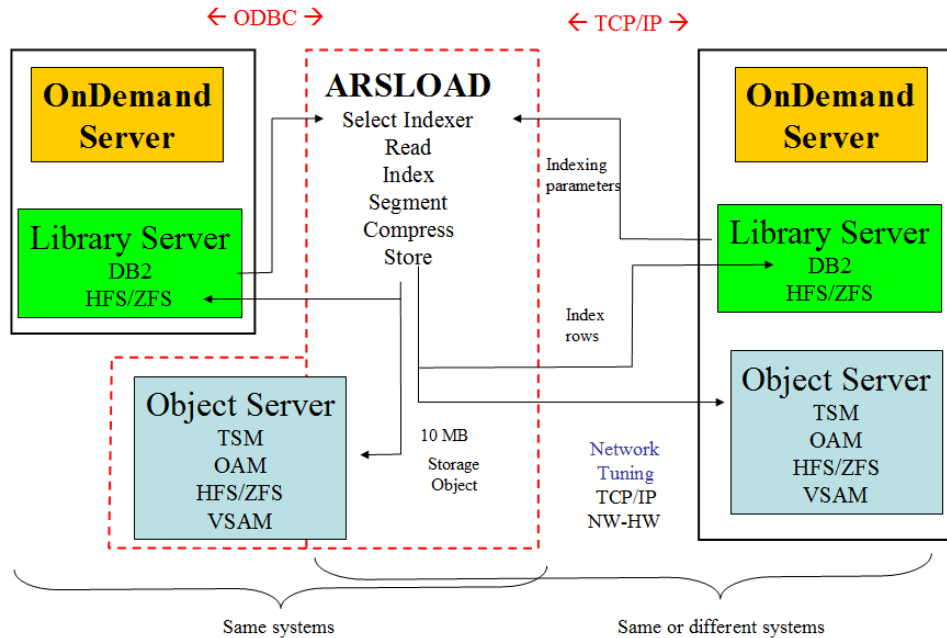 ← ODBC →
← TCP/IP →
OnDemand
Server
Library Server
DB2
HFS/ZFS
Object Server
TSM
OAM
HFS/ZFS
VSAM
ARSLOAD
Select Indexer
Read
Index
Segment
Compress
Store
10 MB
Storage
Object
Indexing
parameters
Index
rows
Network
Tuning
TCP/IP
NW-HW
OnDemand
Server
Library Server
DB2
HFS/ZFS
Object Server
TSM
OAM
HFS/ZFS
VSAM
Same systems
Same or different systems